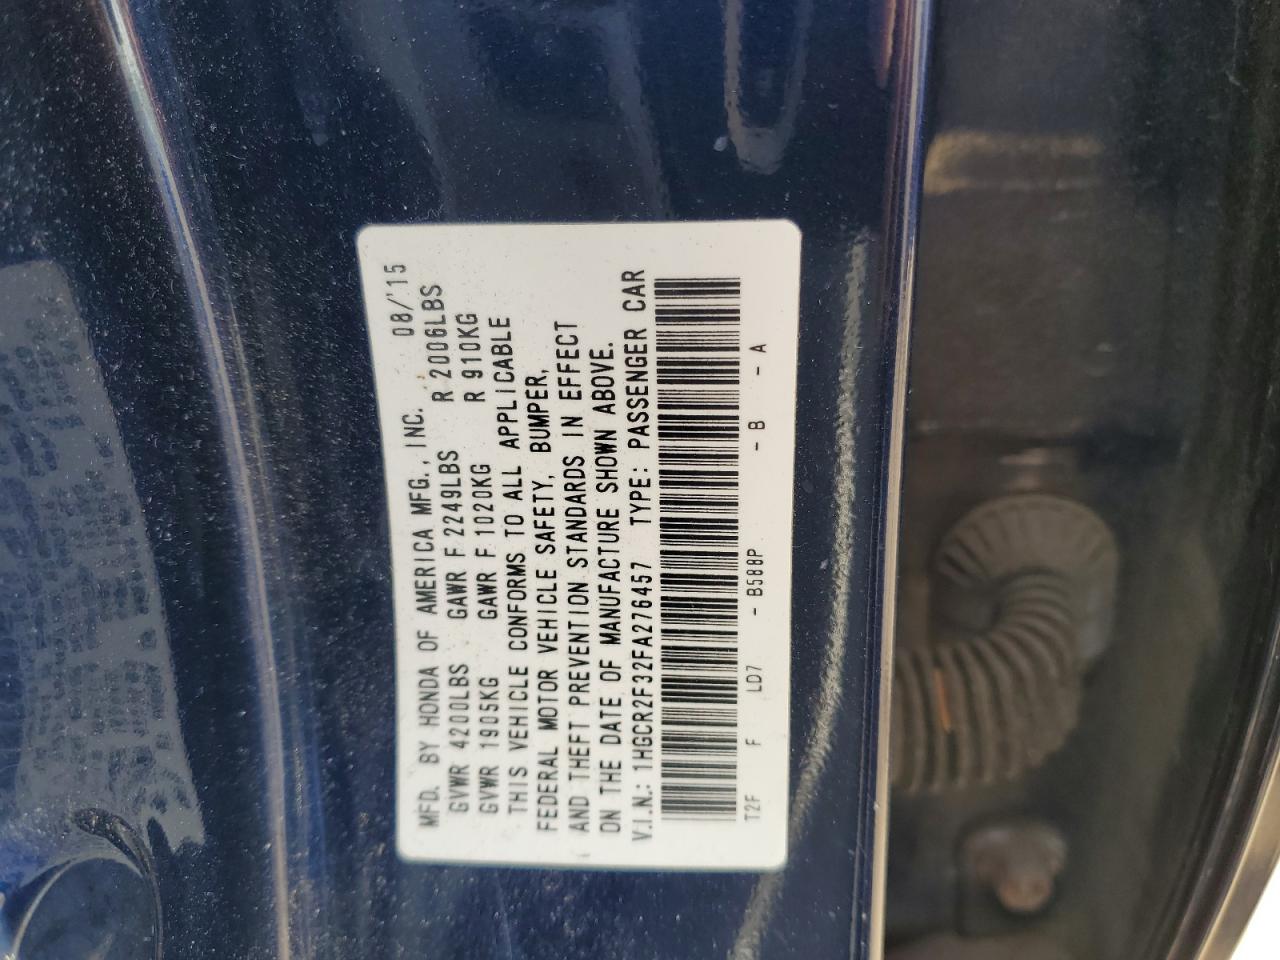 MFD. BY HONDA OF AMERICA MFG., INC. 08/'15
GVWR 4200LBS GAWR F 2249LBS R 2006LBS
GVWR 1905KG GAWR F 1020KG R 910KG
THIS VEHICLE CONFORMS TO ALL APPLICABLE
FEDERAL MOTOR VEHICLE SAFETY, BUMPER,
AND THEFT PREVENTION STANDARDS IN EFFECT
ON THE DATE OF MANUFACTURE SHOWN ABOVE.
V.I.N.: 1HGCR2F32FA276457 TYPE: PASSENGER CAR
T2F F LD7 - B588P - B - A